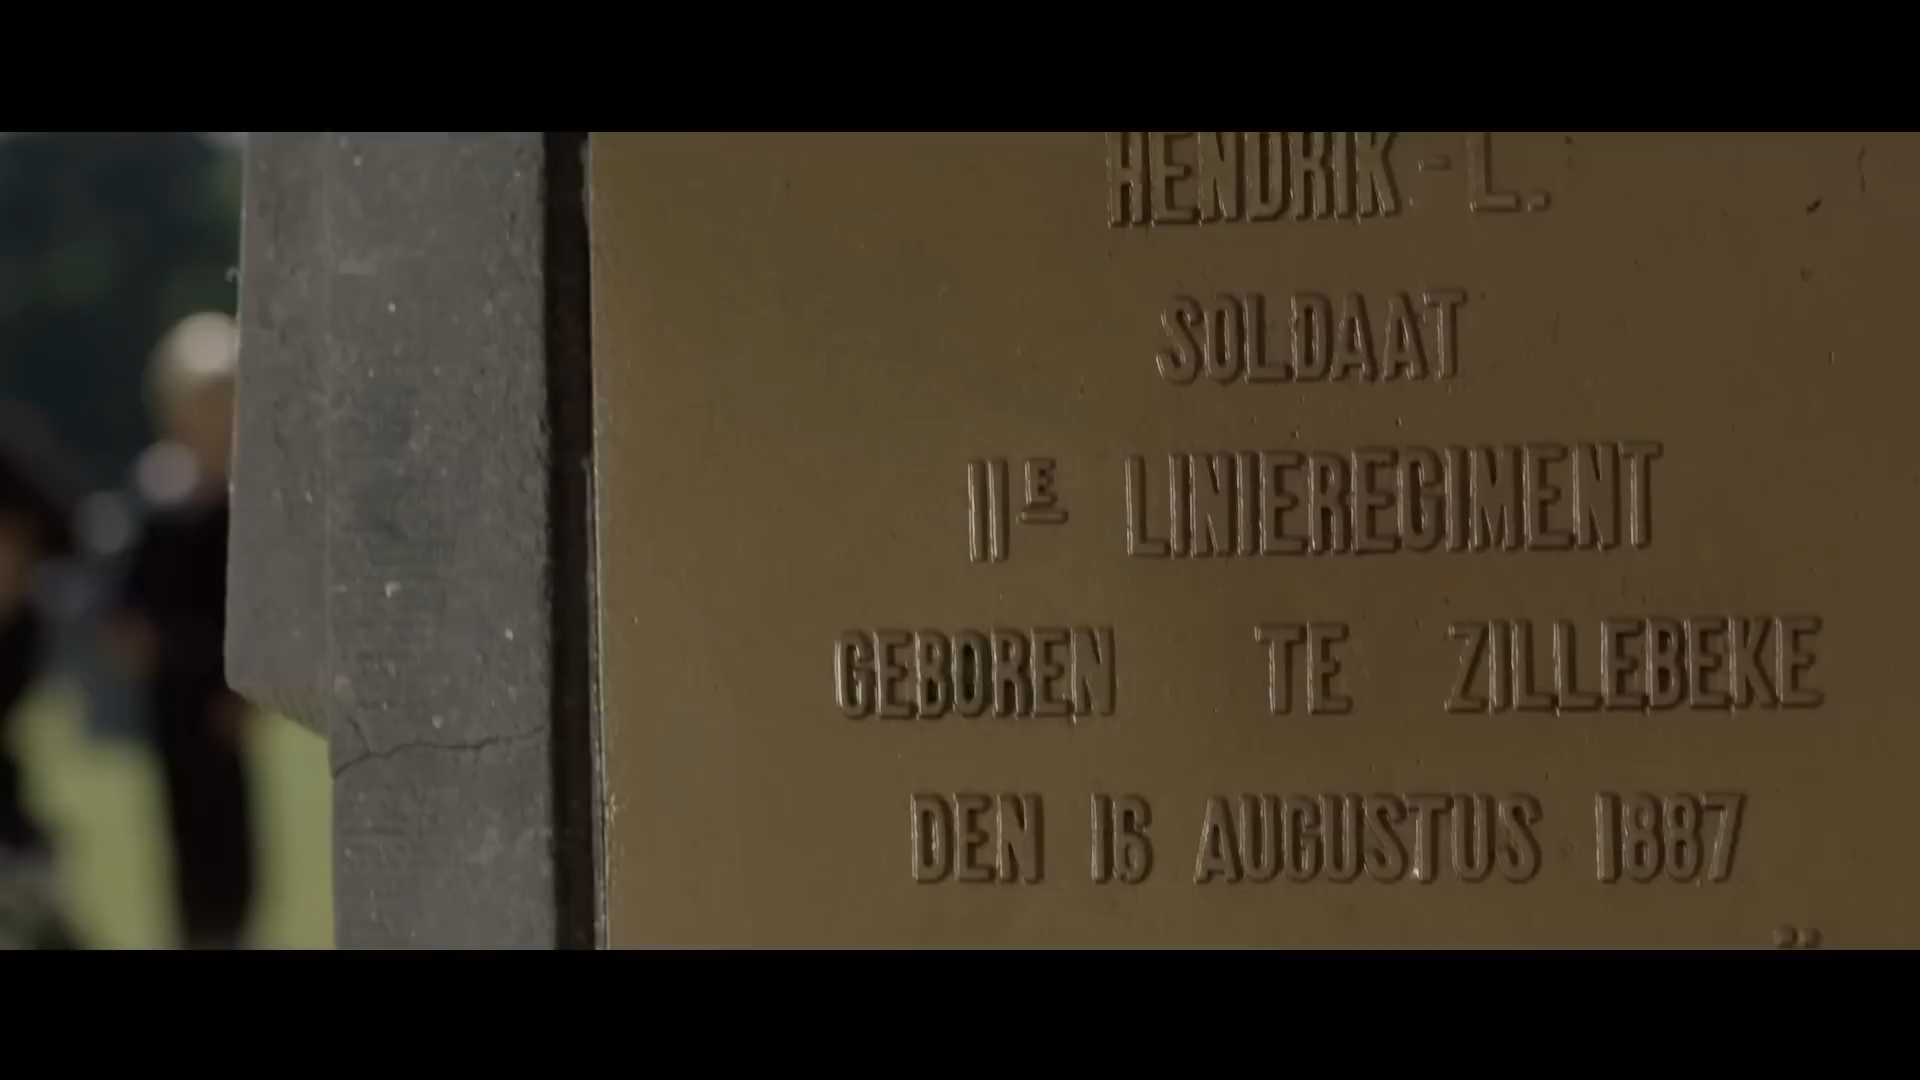 HENDRIK-L.
SOLDAAT
11E LINIEREGIMENT
GEBOREN TE ZILLEBEKE
DEN 16 AUGUSTUS 1887